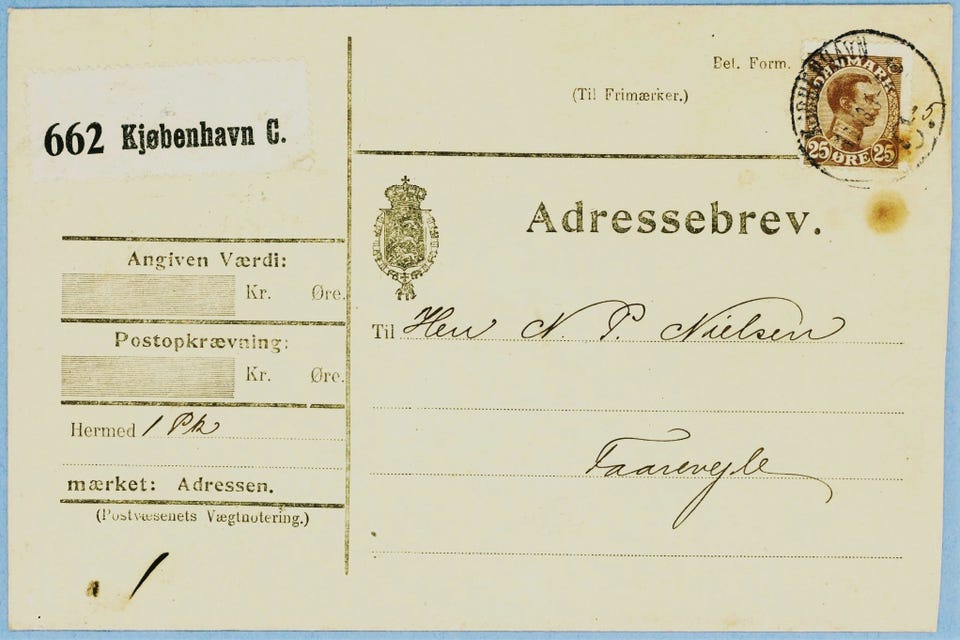 Bet. Form.
(Til Frimærker.)
DANMARK
25 ØRE 25
662 Kjøbenhavn C.
Adressebrev.
Angiven Værdi:
Kr. Øre.
Postopkrævning:
Kr. Øre.
Hermed 1 Pk
mærket: Adressen.
(Postvæsenets Vægtnotering.)
1
Til Herr N. P. Nielsen
Faarevejle